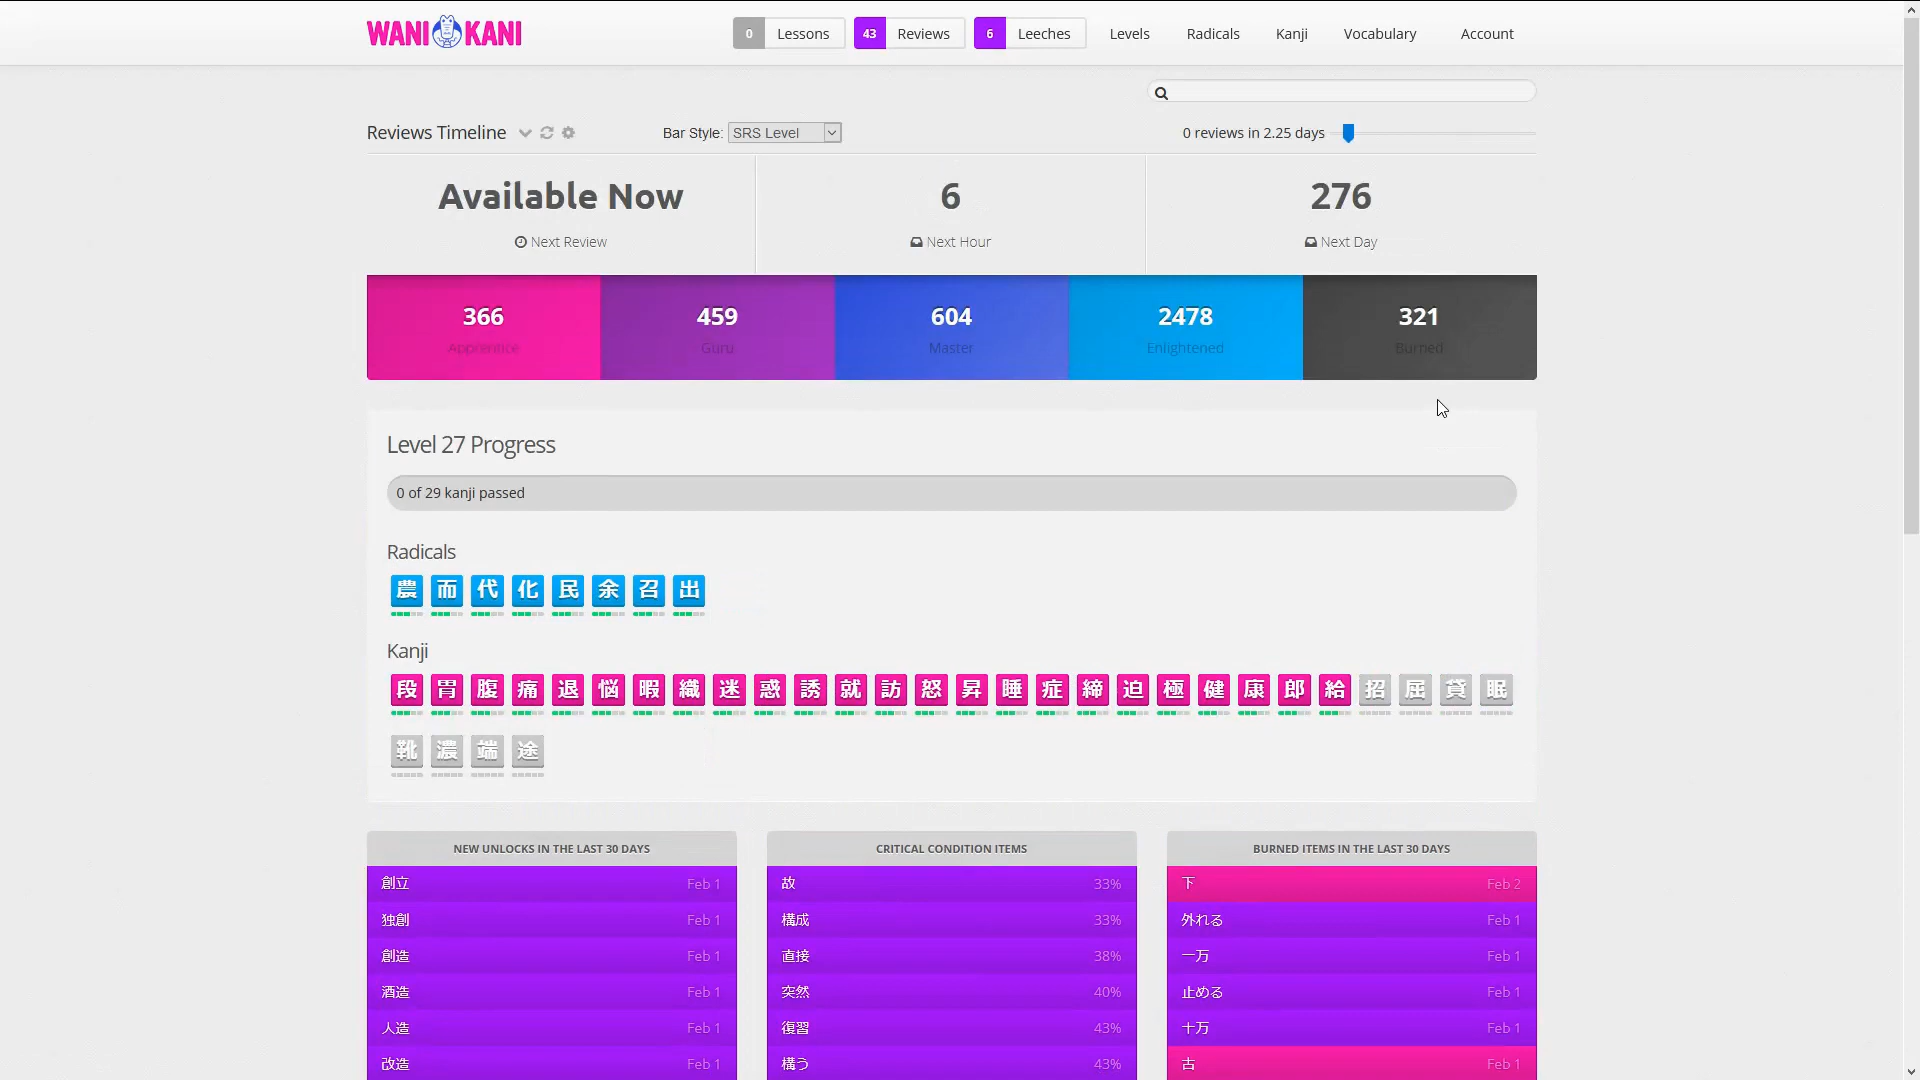 WANI KANI
0 Lessons 43 Reviews 6 Leeches Levels Radicals Kanji Vocabulary Account
Reviews Timeline Bar Style: SRS Level 0 reviews in 2.25 days
Available Now 6 276
Next Review Next Hour Next Day
366 459 604 2478 321
Apprentice Guru Master Enlightened Burned
Level 27 Progress
0 of 29 kanji passed
Radicals
農 而 代 化 民 余 召 出
Kanji
段 胃 腹 痛 退 悩 暇 織 迷 惑 誘 就 訪 怒 昇 睡 症 締 迫 極 健 康 郎 給 招 屈 貸 眠
靴 濃 端 途
NEW UNLOCKS IN THE LAST 30 DAYS CRITICAL CONDITION ITEMS BURNED ITEMS IN THE LAST 30 DAYS
創立 Feb 1 故 33% 下 Feb 2
独創 Feb 1 構成 33% 外れる Feb 1
創造 Feb 1 直接 38% 一万 Feb 1
酒造 Feb 1 突然 40% 止める Feb 1
人造 Feb 1 復習 43% 十万 Feb 1
改造 Feb 1 構う 43% 古 Feb 1